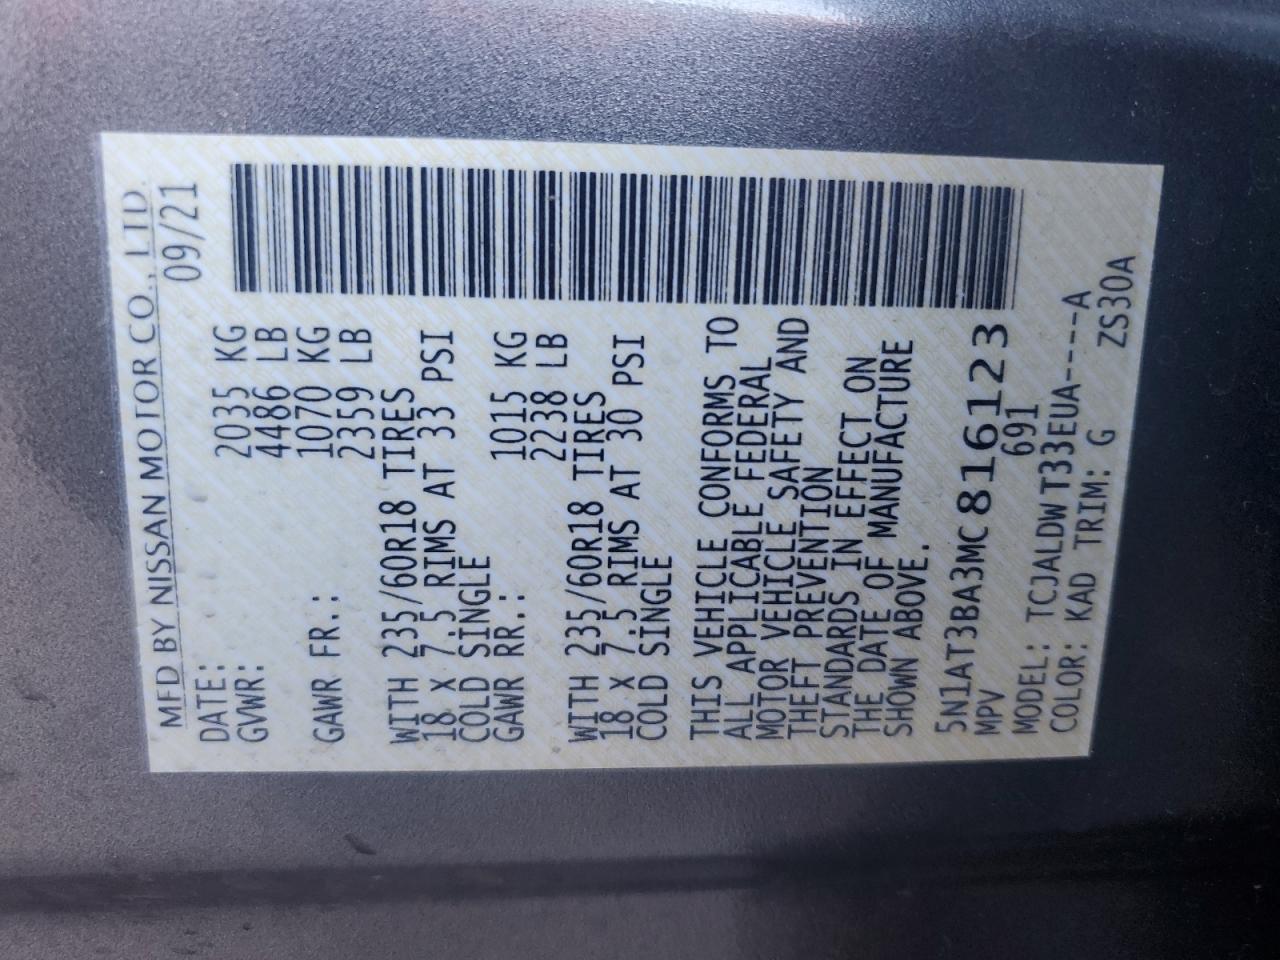 MFD BY NISSAN MOTOR CO., LTD.
DATE: 09/21
GVWR: 2035 KG
4486 LB
GAWR FR.: 1070 KG
2359 LB
WITH 235/60R18 TIRES
18 X 7.5 RIMS AT 33 PSI
COLD SINGLE
GAWR RR.: 1015 KG
2238 LB
WITH 235/60R18 TIRES
18 X 7.5 RIMS AT 30 PSI
COLD SINGLE
THIS VEHICLE CONFORMS TO
ALL APPLICABLE FEDERAL
MOTOR VEHICLE SAFETY AND
THEFT PREVENTION
STANDARDS IN EFFECT ON
THE DATE OF MANUFACTURE
SHOWN ABOVE.
5N1AT3BA3MC816123
MPV 691
MODEL: TCJALDWT33EUA----A
COLOR: KAD TRIM: G ZS30A